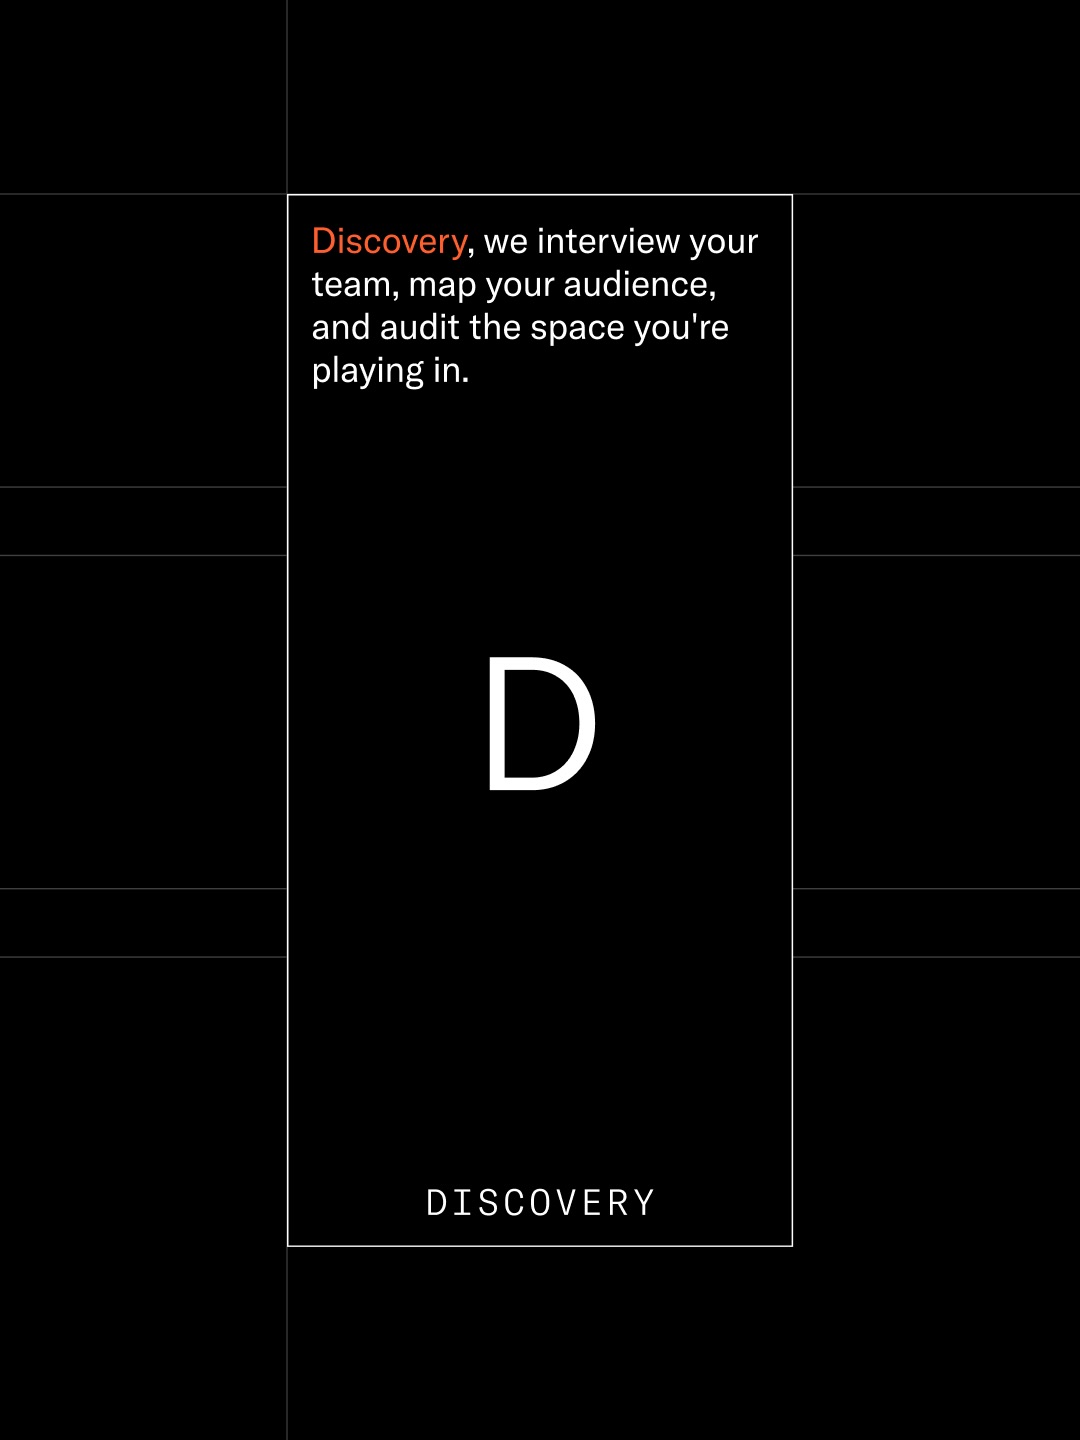 Discovery, we interview your
team, map your audience,
and audit the space you're
playing in.
D
DISCOVERY